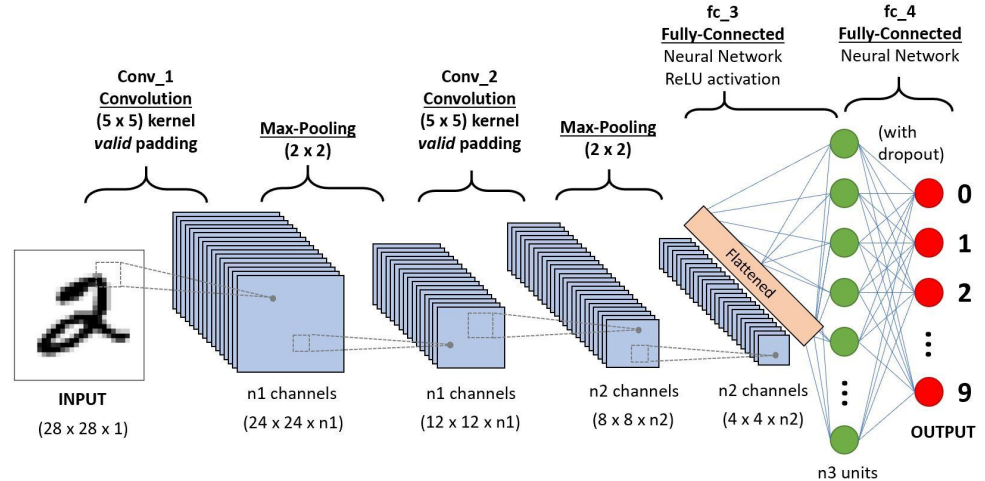 fc_3
Fully-Connected
Neural Network
ReLU activation
fc_4
Fully-Connected
Neural Network
Conv_1
Convolution
(5 x 5) kernel
valid padding
Max-Pooling
(2 x 2)
Conv_2
Convolution
(5 x 5) kernel
valid padding
Max-Pooling
(2 x 2)
(with
dropout)
0
1
2
9
Flattened
INPUT
(28 x 28 x 1)
n1 channels
(24 x 24 x n1)
n1 channels
(12 x 12 x n1)
n2 channels
(8 x 8 x n2)
n2 channels
(4 x 4 x n2)
OUTPUT
n3 units
2